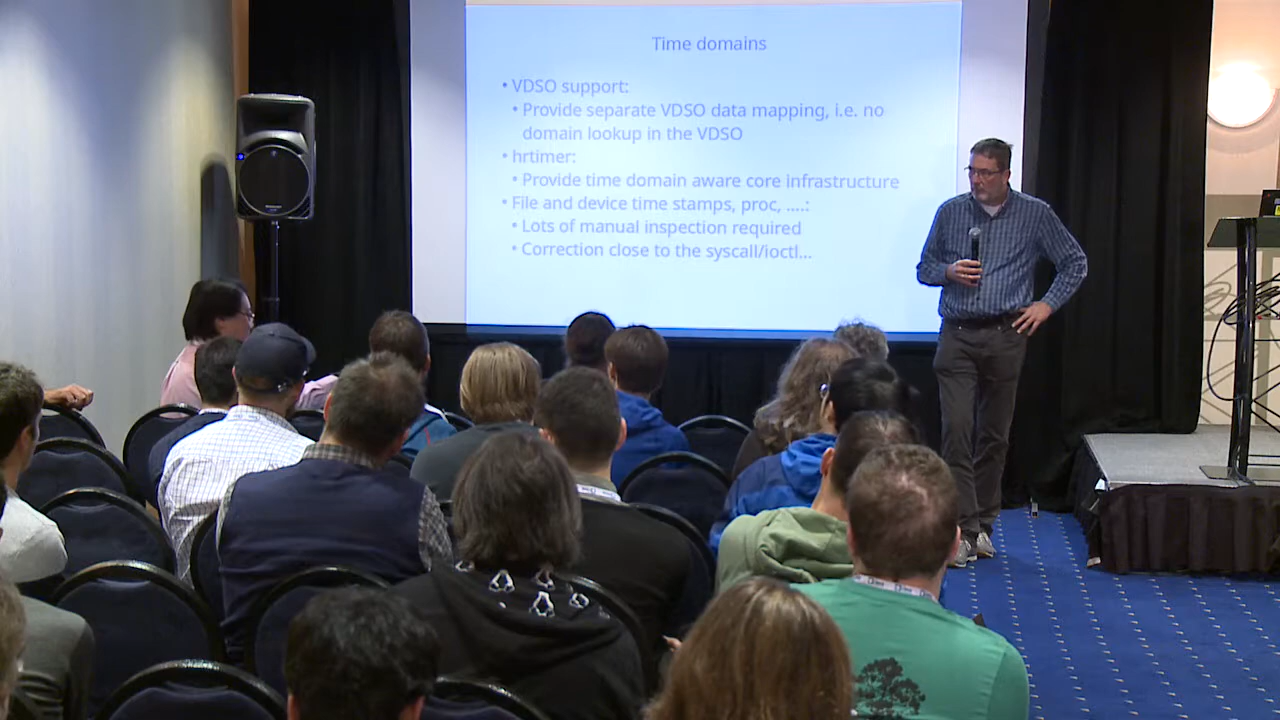 Time domains
• VDSO support:
• Provide separate VDSO data mapping, i.e. no
domain lookup in the VDSO
• hrtimer:
• Provide time domain aware core infrastructure
• File and device time stamps, proc, ....:
• Lots of manual inspection required
• Correction close to the syscall/ioctl...